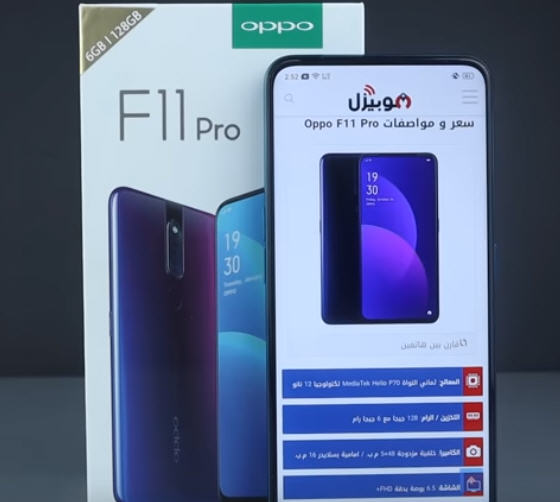 6GB | 128GB
oppo
F11 Pro
19
30
oppo
2:52
موبيزل
سعر و مواصفات Oppo F11 Pro
19
30
قارن بين هاتفين
المعالج: ثماني النواة MediaTek Helio P70 تكنولوجيا 12 نانو
التخزين / الرام: 128 جيجا مع 6 جيجا رام
الكاميرا: خلفية مزدوجة 48+5 م.ب. / امامية بسلايدر 16 م.ب.
الشاشة: 6.5 بوصة بدقة FHD+